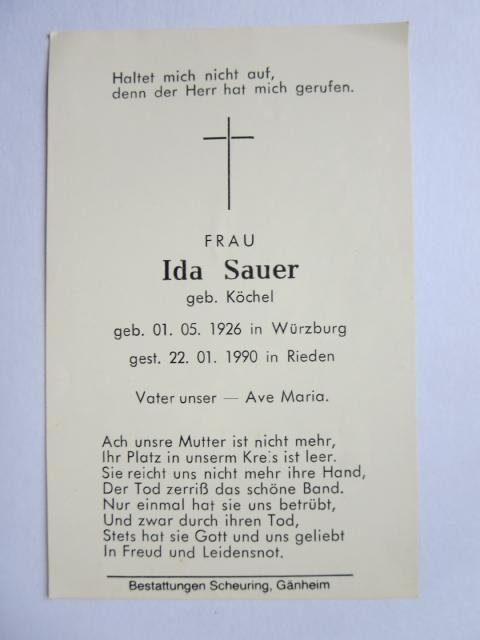 Haltet mich nicht auf,
denn der Herr hat mich gerufen.
FRAU
Ida Sauer
geb. Köchel
geb. 01. 05. 1926 in Würzburg
gest. 22. 01. 1990 in Rieden
Vater unser — Ave Maria.
Ach unsre Mutter ist nicht mehr,
Ihr Platz in unserm Kreis ist leer.
Sie reicht uns nicht mehr ihre Hand,
Der Tod zerriß das schöne Band.
Nur einmal hat sie uns betrübt,
Und zwar durch ihren Tod,
Stets hat sie Gott und uns geliebt
In Freud und Leidensnot.
Bestattungen Scheuring, Gänheim